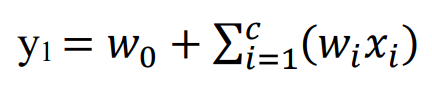 y₁ = w₀ + ∑ᵢ₌₁ᶜ(wᵢxᵢ)